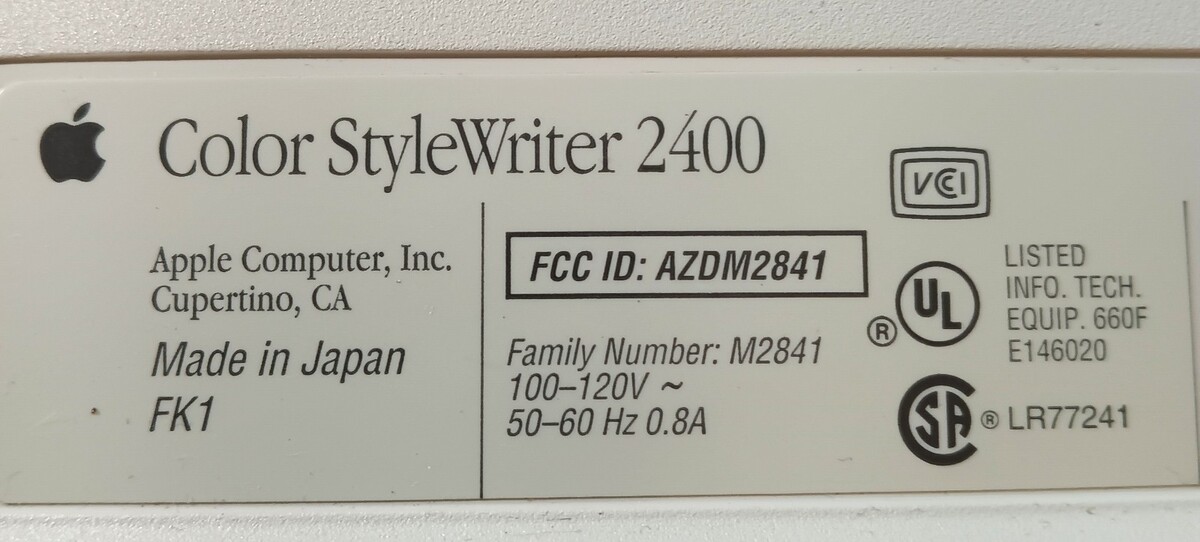 Color StyleWriter 2400
Apple Computer, Inc.
Cupertino, CA
Made in Japan
FK1
FCC ID: AZDM2841
Family Number: M2841
100–120V ~
50–60 Hz 0.8A
VCCI
UL ®
LISTED
INFO. TECH.
EQUIP. 660F
E146020
SA ® LR77241